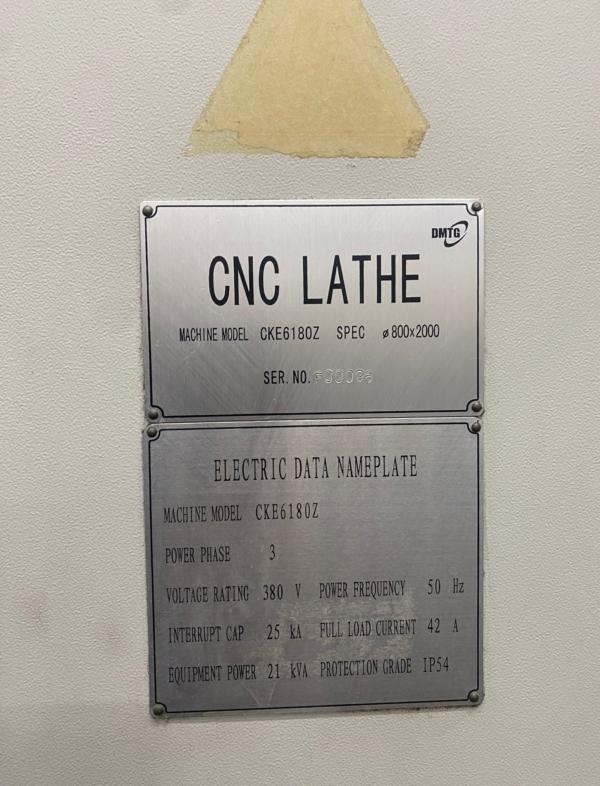 DMTG
CNC LATHE
MACHINE MODEL CKE6180Z SPEC ø800x2000
SER. NO.
ELECTRIC DATA NAMEPLATE
MACHINE MODEL CKE6180Z
POWER PHASE 3
VOLTAGE RATING 380 V POWER FREQUENCY 50 Hz
INTERRUPT CAP 25 kA FULL LOAD CURRENT 42 A
EQUIPMENT POWER 21 kVA PROTECTION GRADE IP54